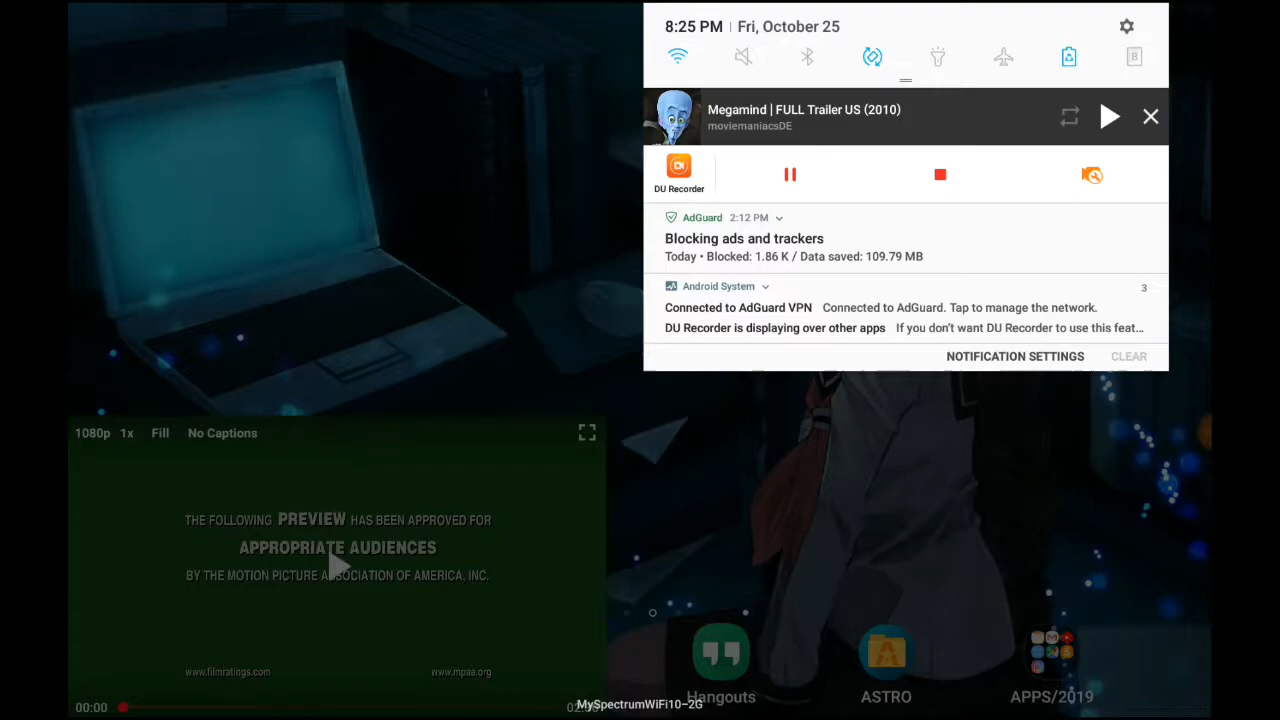 8:25 PM | Fri, October 25
Megamind | FULL Trailer US (2010)
moviemaniacsDE
DU Recorder
AdGuard 2:12 PM
Blocking ads and trackers
Today • Blocked: 1.86 K / Data saved: 109.79 MB
Android System 3
Connected to AdGuard VPN Connected to AdGuard. Tap to manage the network.
DU Recorder is displaying over other apps If you don't want DU Recorder to use this feat...
NOTIFICATION SETTINGS CLEAR
1080p 1x Fill No Captions
THE FOLLOWING PREVIEW HAS BEEN APPROVED FOR
APPROPRIATE AUDIENCES
BY THE MOTION PICTURE ASSOCIATION OF AMERICA, INC.
www.filmratings.com www.mpaa.org
Hangouts ASTRO APPS/2019
00:00
MySpectrumWiFi10-2G